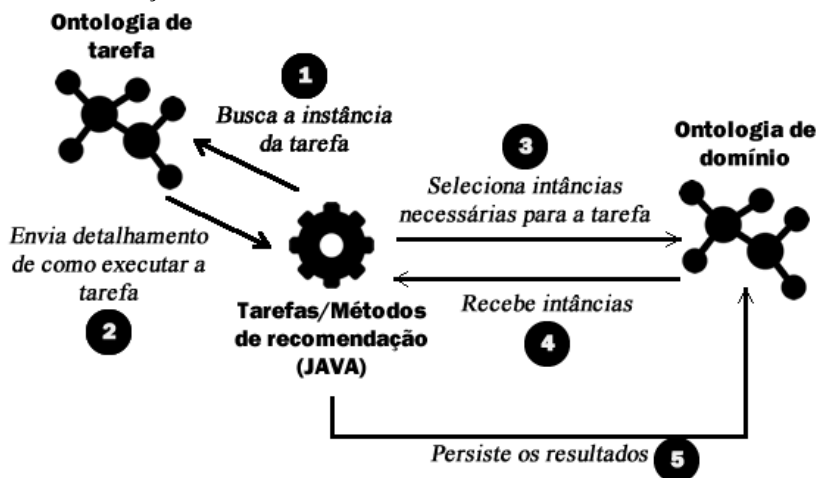 Ontologia de
tarefa
1
Busca a instância
da tarefa
3
Seleciona intâncias
necessárias para a tarefa
Ontologia de
domínio
Envia detalhamento
de como executar a
tarefa
2
Tarefas/Métodos
de recomendação
(JAVA)
Recebe intâncias
4
Persiste os resultados
5